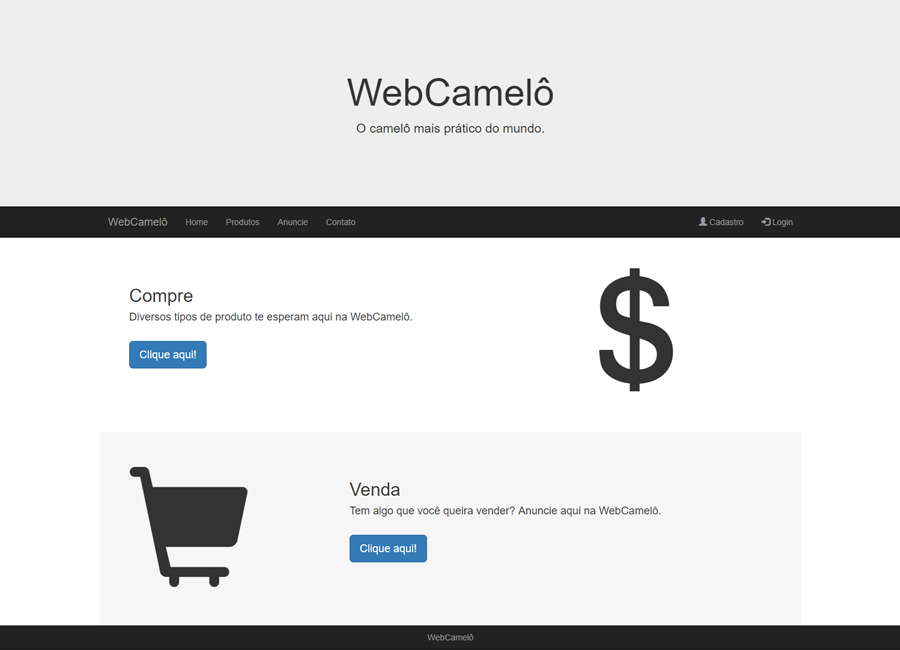 WebCamelô
O camelô mais prático do mundo.
WebCamelô Home Produtos Anuncie Contato Cadastro Login
Compre
Diversos tipos de produto te esperam aqui na WebCamelô.
Clique aqui!
$
Venda
Tem algo que você queira vender? Anuncie aqui na WebCamelô.
Clique aqui!
WebCamelô